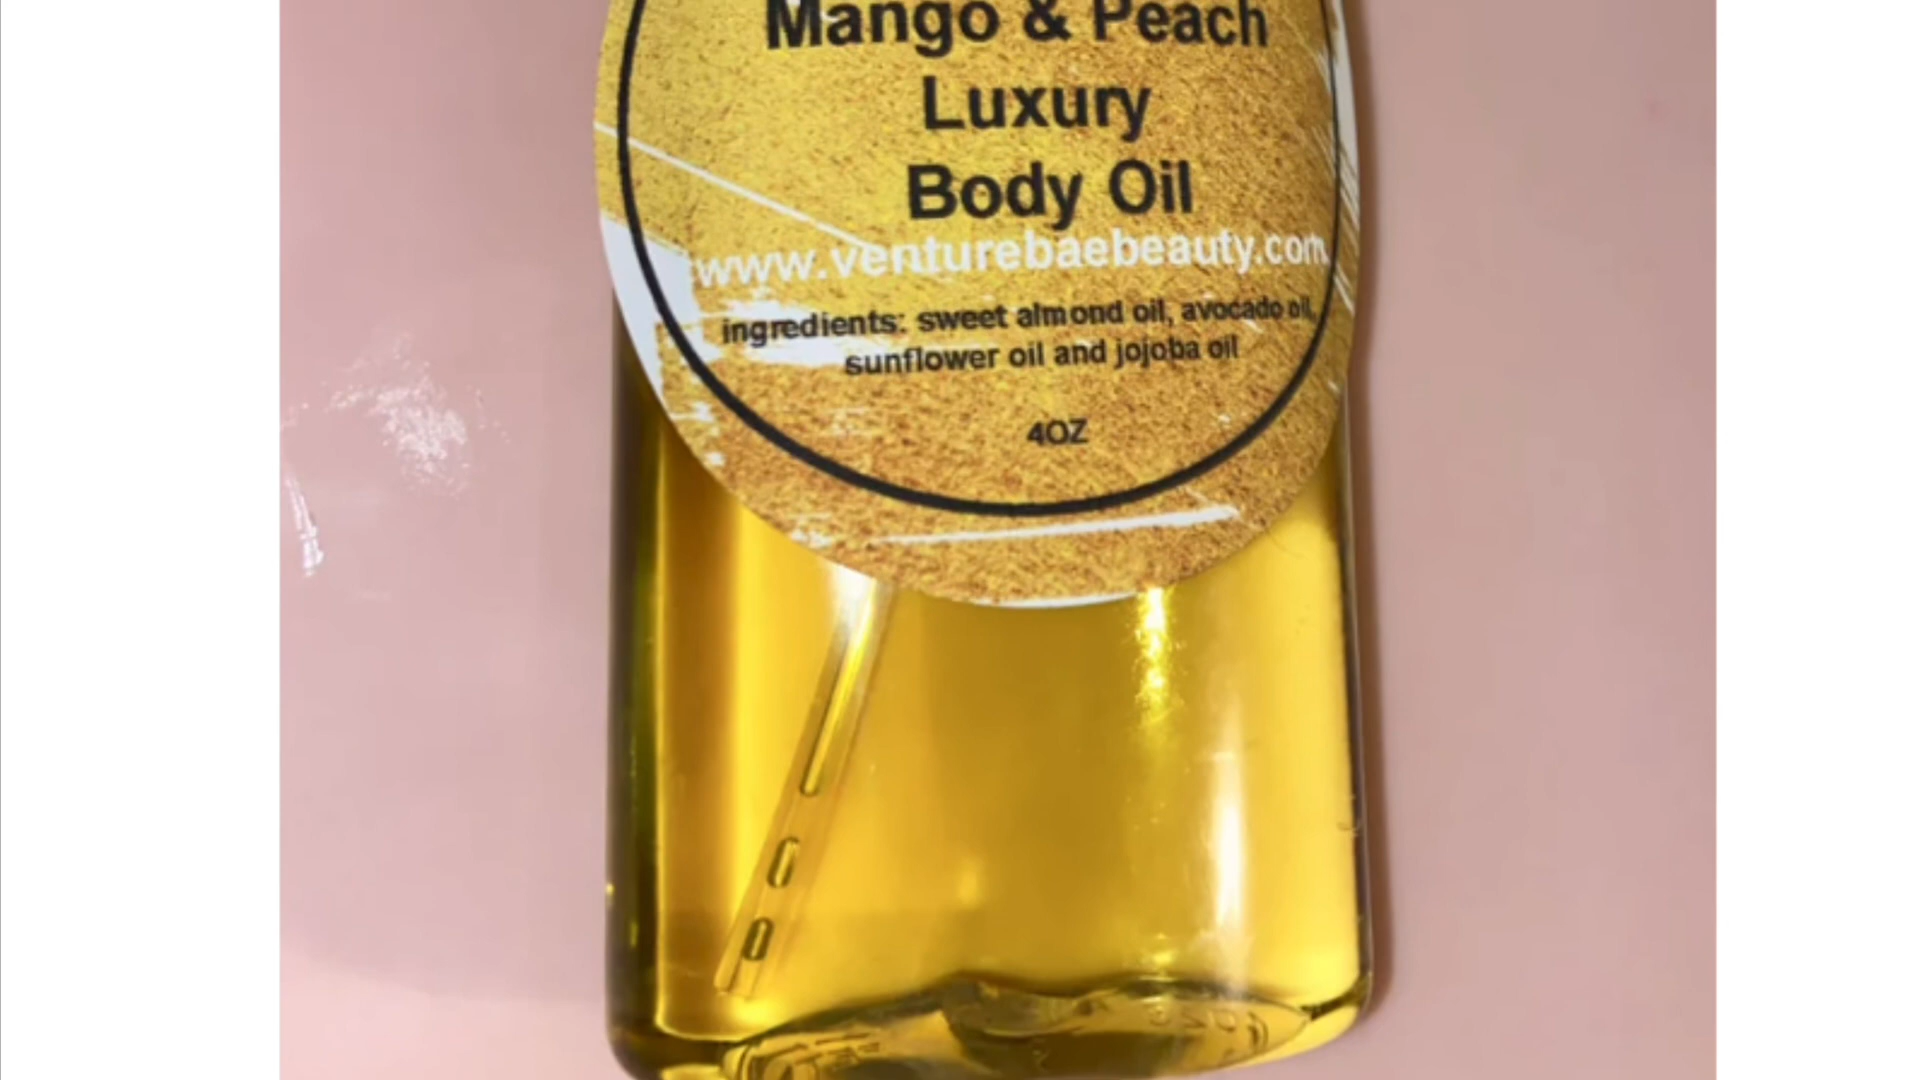 Mango & Peach
Luxury
Body Oil
www.venturebaebeauty.com
ingredients: sweet almond oil, avocado oil,
sunflower oil and jojoba oil
4OZ